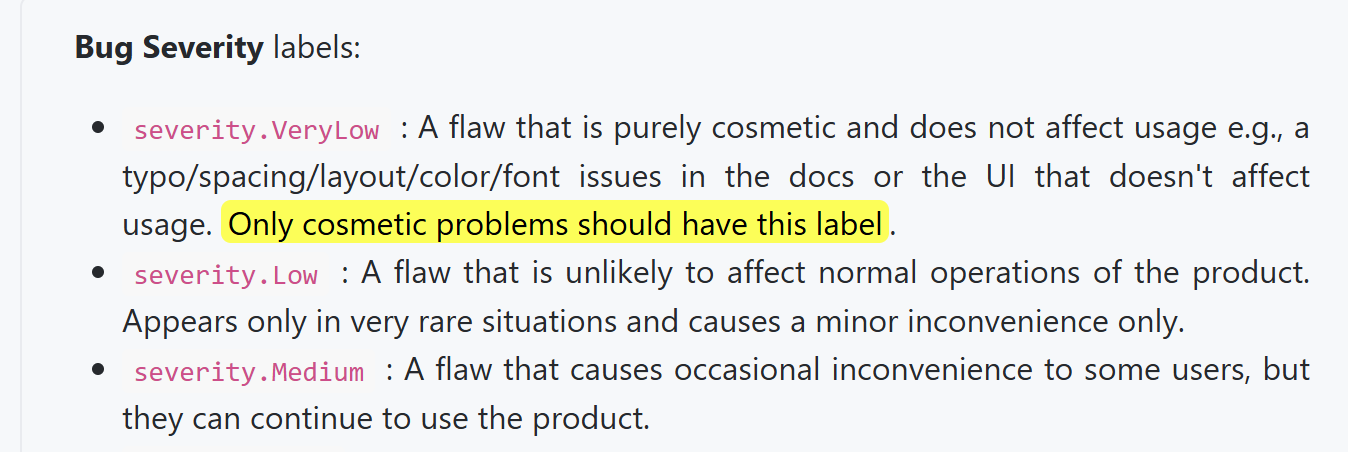 Bug Severity labels:
severity.VeryLow : A flaw that is purely cosmetic and does not affect usage e.g., a
typo/spacing/layout/color/font issues in the docs or the UI that doesn't affect
usage. Only cosmetic problems should have this label.
severity.Low : A flaw that is unlikely to affect normal operations of the product.
Appears only in very rare situations and causes a minor inconvenience only.
severity.Medium : A flaw that causes occasional inconvenience to some users, but
they can continue to use the product.